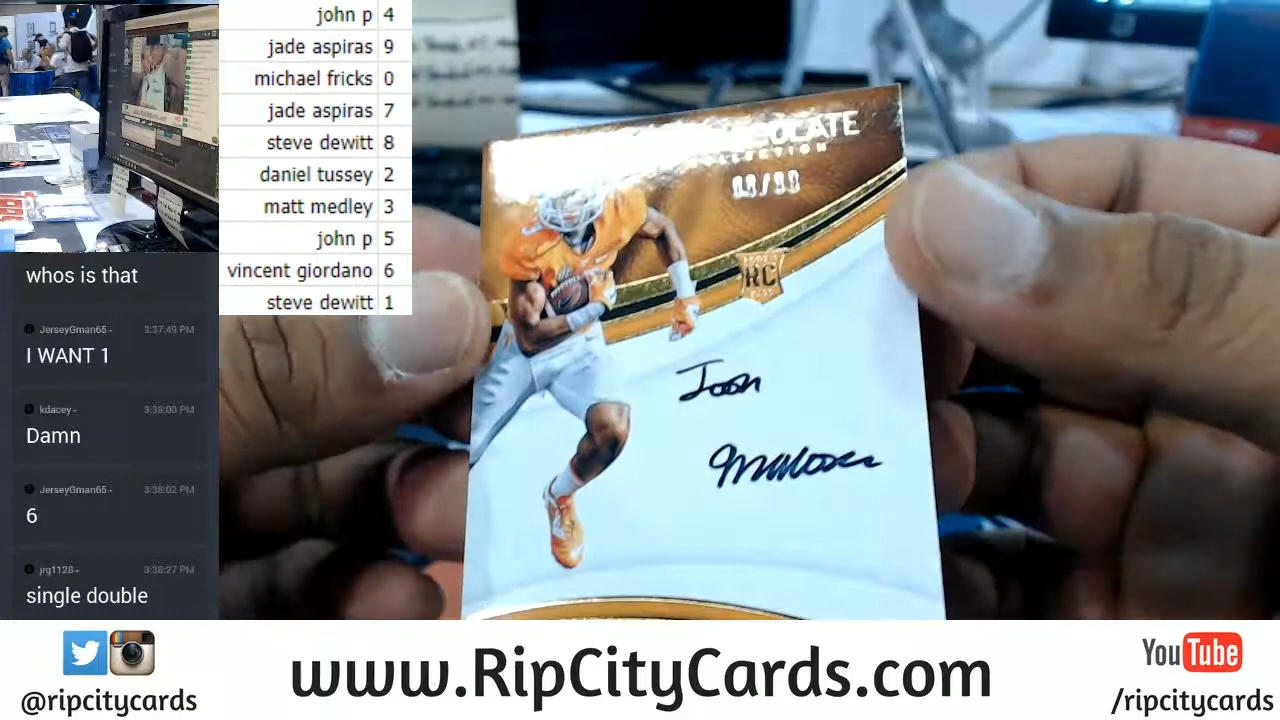 john p 4
jade aspiras 9
michael fricks 0
jade aspiras 7
steve dewitt 8
daniel tussey 2
matt medley 3
john p 5
vincent giordano 6
steve dewitt 1
whos is that
JerseyGman65 - 3:37:49 PM
I WANT 1
kdacey - 3:38:00 PM
Damn
JerseyGman65 - 3:38:02 PM
6
jrg1128 - 3:38:27 PM
single double
RC
www.RipCityCards.com
@ripcitycards
YouTube
/ripcitycards